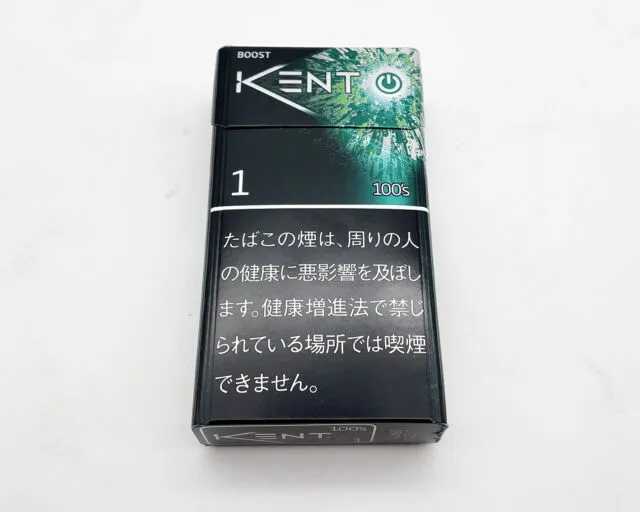 BOOST
KENT
1
100's
たばこの煙は、周りの人
の健康に悪影響を及ぼし
ます。健康増進法で禁じ
られている場所では喫煙
できません。
100's
KENT